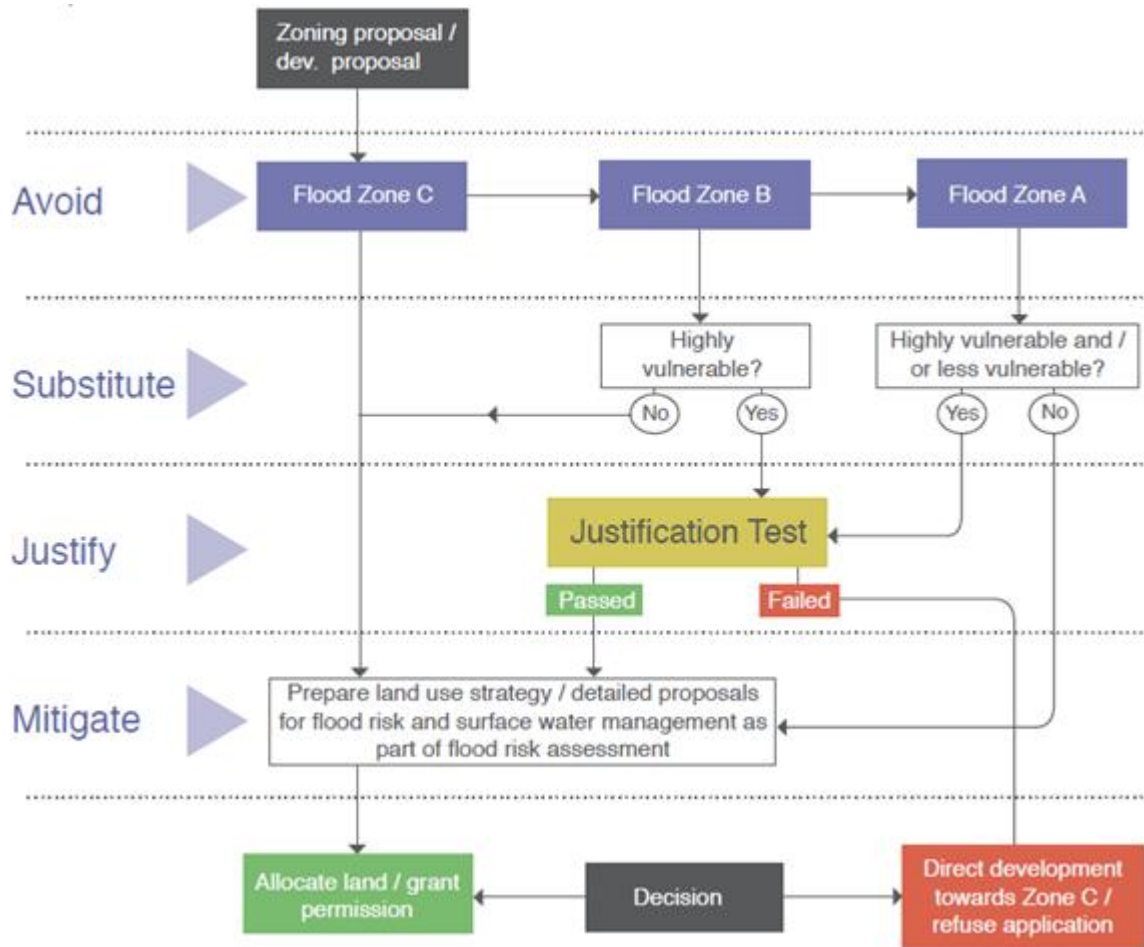 Zoning proposal /
dev. proposal
Avoid
Flood Zone C
Flood Zone B
Flood Zone A
Substitute
Highly
vulnerable?
No
Yes
Highly vulnerable and /
or less vulnerable?
Yes
No
Justify
Justification Test
Passed
Failed
Mitigate
Prepare land use strategy / detailed proposals
for flood risk and surface water management as
part of flood risk assessment
Allocate land / grant
permission
Decision
Direct development
towards Zone C /
refuse application